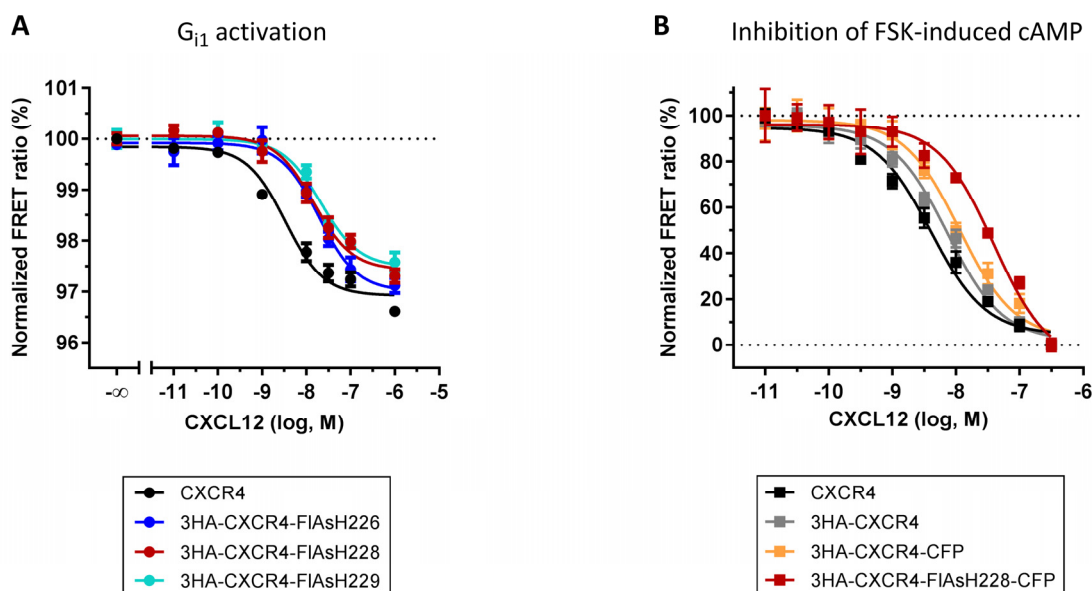 A
G_i1 activation
101
100
99
98
97
96
Normalized FRET ratio (%)
-∞ -11 -10 -9 -8 -7 -6 -5
CXCL12 (log, M)
CXCR4
3HA-CXCR4-FlAsH226
3HA-CXCR4-FlAsH228
3HA-CXCR4-FlAsH229
B
Inhibition of FSK-induced cAMP
100
80
60
40
20
0
Normalized FRET ratio (%)
-11 -10 -9 -8 -7 -6
CXCL12 (log, M)
CXCR4
3HA-CXCR4
3HA-CXCR4-CFP
3HA-CXCR4-FlAsH228-CFP